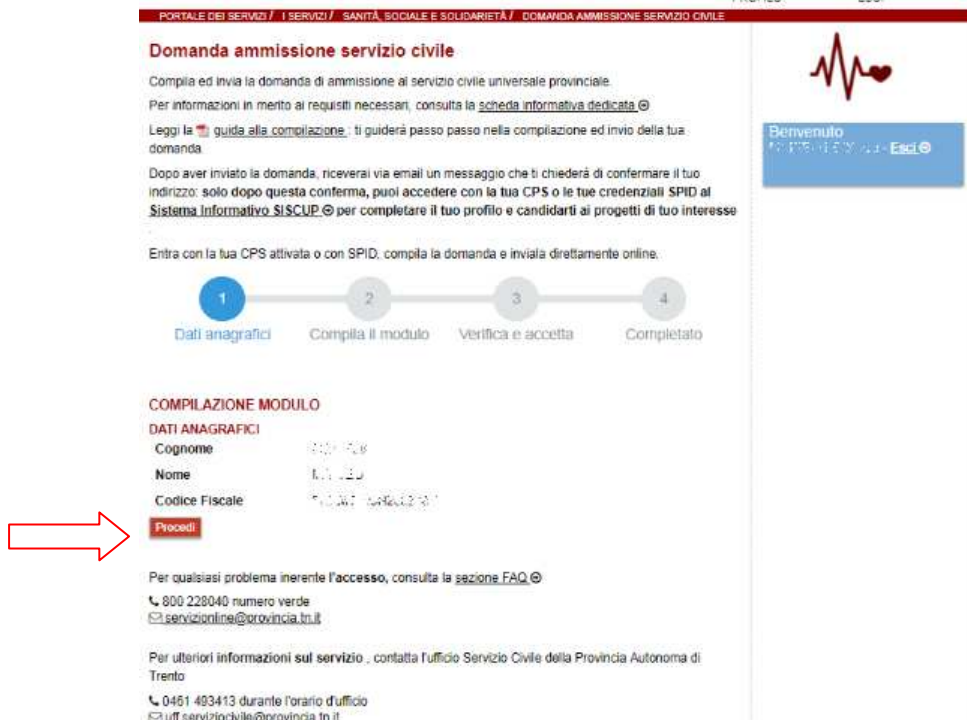 PORTALE DEI SERVIZI / I SERVIZI / SANITÀ, SOCIALE E SOLIDARIETÀ / DOMANDA AMMISSIONE SERVIZIO CIVILE
Domanda ammissione servizio civile
Compila ed invia la domanda di ammissione al servizio civile universale provinciale.
Per informazioni in merito ai requisiti necessari, consulta la scheda informativa dedicata
Leggi la guida alla compilazione : ti guiderà passo passo nella compilazione ed invio della tua
domanda.
Dopo aver inviato la domanda, riceverai via email un messaggio che ti chiederà di confermare il tuo
indirizzo: solo dopo questa conferma, puoi accedere con la tua CPS o le tue credenziali SPID al
Sistema Informativo SISCUP per completare il tuo profilo e candidarti ai progetti di tuo interesse
.
Entra con la tua CPS attivata o con SPID, compila la domanda e inviala direttamente online.
1 2 3 4
Dati anagrafici Compila il modulo Verifica e accetta Completato
COMPILAZIONE MODULO
DATI ANAGRAFICI
Cognome
Nome
Codice Fiscale
Procedi
Per qualsiasi problema inerente l'accesso, consulta la sezione FAQ
800 228040 numero verde
servizionline@provincia.tn.it
Per ulteriori informazioni sul servizio , contatta l'ufficio Servizio Civile della Provincia Autonoma di
Trento
0461 493413 durante l'orario d'ufficio
uff.serviziocivile@provincia.tn.it
Benvenuto
Esci